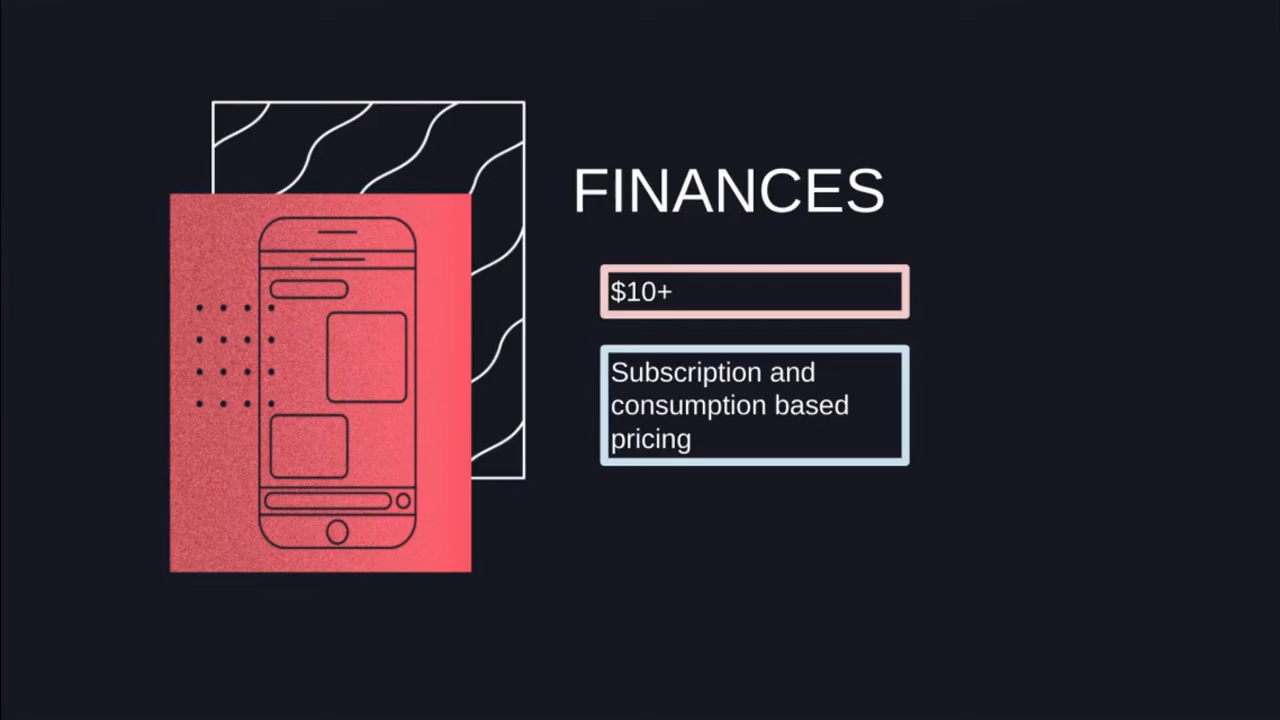 FINANCES
$10+
Subscription and
consumption based
pricing